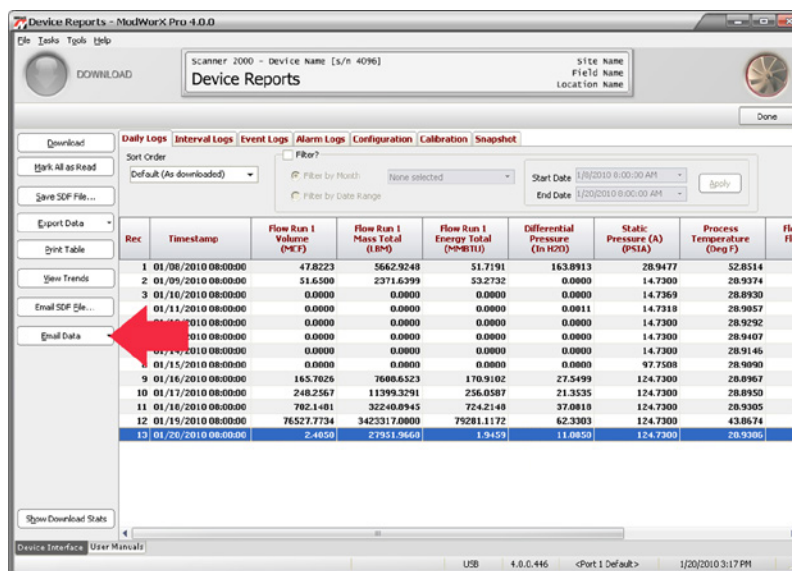 Device Reports - ModWorX Pro 4.0.0
File Tasks Tools Help
DOWNLOAD
Scanner 2000 - Device Name [s/n 4096]
Device Reports
Site Name
Field Name
Location Name
Done
Download
Mark All as Read
Save SDF File...
Export Data
Print Table
View Trends
Email SDF File...
Email Data
Show Download Stats
Daily Logs Interval Logs Event Logs Alarm Logs Configuration Calibration Snapshot
Sort Order
Default (As downloaded)
Filter?
Filter by Month
None selected
Filter by Date Range
Start Date 1/8/2010 8:00:00 AM
End Date 1/20/2010 8:00:00 AM
Apply
Rec Timestamp Flow Run 1 Volume (MCF) Flow Run 1 Mass Total (LBM) Flow Run 1 Energy Total (MMBTU) Differential Pressure (In H2O) Static Pressure (A) (PSIA) Process Temperature (Deg F)
1 01/08/2010 08:00:00 47.8223 5662.9248 51.7191 163.8913 28.9477 52.8514
2 01/09/2010 08:00:00 51.6500 2371.6399 53.2732 0.0000 14.7300 28.9374
3 01/10/2010 08:00:00 0.0000 0.0000 0.0000 0.0000 14.7369 28.8930
01/11/2010 08:00:00 0.0000 0.0000 0.0000 0.0011 14.7318 28.9057
08:00:00 0.0000 0.0000 0.0000 0.0000 14.7300 28.9292
08:00:00 0.0000 0.0000 0.0000 0.0000 14.7300 28.9407
01/14/2010 08:00:00 0.0000 0.0000 0.0000 0.0000 14.7300 28.9146
8 01/15/2010 08:00:00 0.0000 0.0000 0.0000 0.0000 97.7508 28.9090
9 01/16/2010 08:00:00 165.7026 7608.6523 170.9102 27.5499 124.7300 28.8967
10 01/17/2010 08:00:00 248.2567 11399.3291 256.0587 21.3535 124.7300 28.8950
11 01/18/2010 08:00:00 702.1481 32240.8945 724.2148 37.0818 124.7300 28.9305
12 01/19/2010 08:00:00 76527.7734 3423317.0000 79281.1172 62.3303 124.7300 43.8674
13 01/20/2010 08:00:00 2.4050 27951.9668 1.9459 11.0850 124.7300 28.9306
Device Interface User Manuals
USB 4.0.0.446 <Port 1 Default> 1/20/2010 3:17 PM